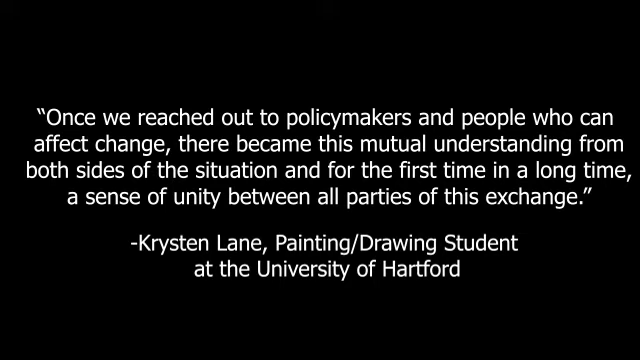 “Once we reached out to policymakers and people who can
affect change, there became this mutual understanding from
both sides of the situation and for the first time in a long time,
a sense of unity between all parties of this exchange.”
-Krysten Lane, Painting/Drawing Student
at the University of Hartford